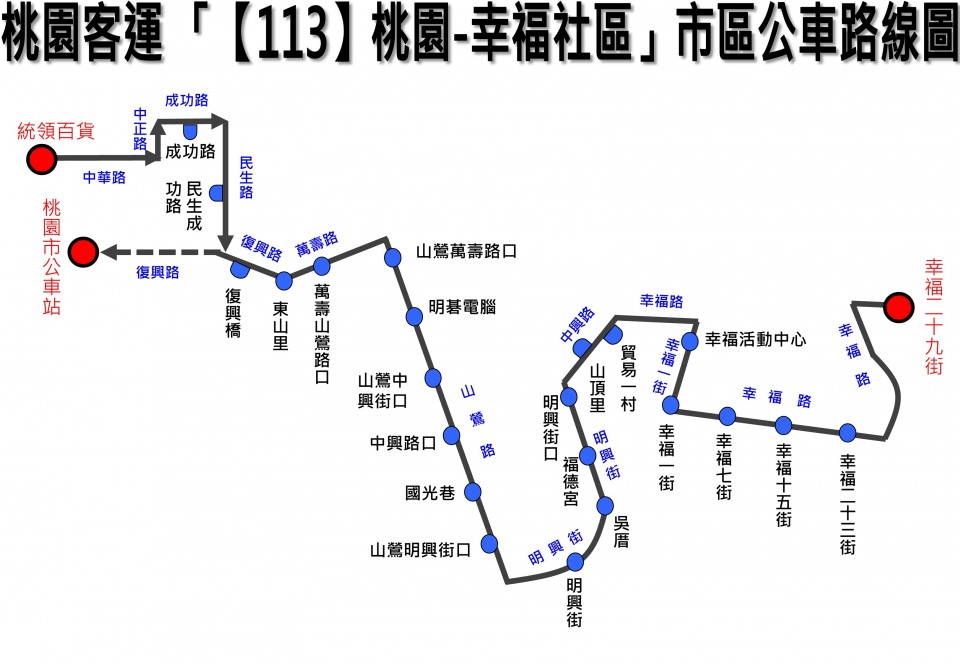 桃園客運「【113】桃園-幸福社區」市區公車路線圖
統領百貨
中華路
中正路
成功路
成功路
民生路
民生成
功路
桃園市公車站
復興路
復興路
復興橋
東山里
萬壽路
萬壽山鶯路口
山鶯萬壽路口
明碁電腦
山鶯中
興街口
中興路口
國光巷
山鶯明興街口
山鶯路
明興街
明興街
吳厝
福德宮
明興街
明興街口
中興路
山頂里
貿易一村
幸福路
幸福活動中心
幸福一街
幸福一街
幸福路
幸福七街
幸福十五街
幸福二十三街
幸福路
幸福二十九街